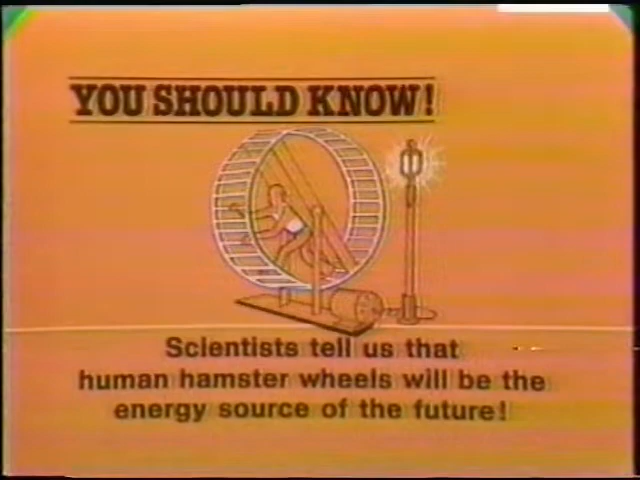 YOU SHOULD KNOW!
Scientists tell us that
human hamster wheels will be the
energy source of the future!